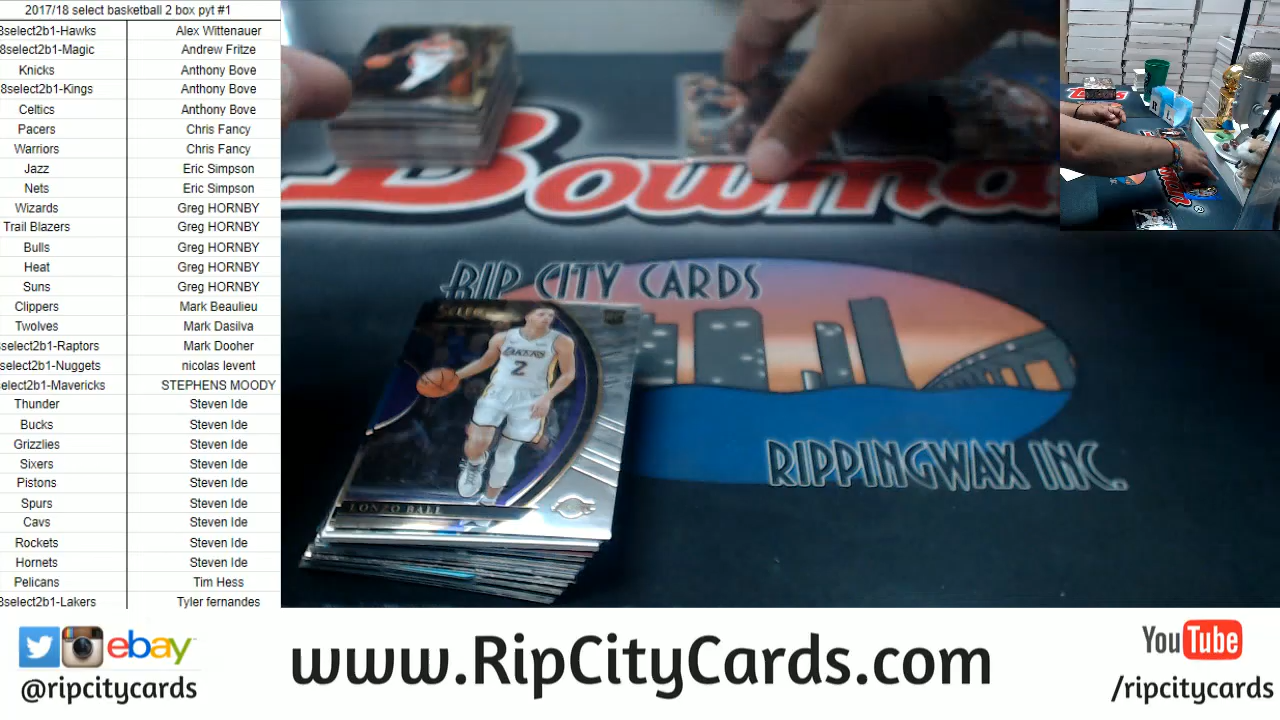 2017/18 select basketball 2 box pyt #1
8select2b1-Hawks Alex Wittenauer
8select2b1-Magic Andrew Fritze
Knicks Anthony Bove
8select2b1-Kings Anthony Bove
Celtics Anthony Bove
Pacers Chris Fancy
Warriors Chris Fancy
Jazz Eric Simpson
Nets Eric Simpson
Wizards Greg HORNBY
Trail Blazers Greg HORNBY
Bulls Greg HORNBY
Heat Greg HORNBY
Suns Greg HORNBY
Clippers Mark Beaulieu
Twolves Mark Dasilva
select2b1-Raptors Mark Dooher
select2b1-Nuggets nicolas levent
elect2b1-Mavericks STEPHENS MOODY
Thunder Steven Ide
Bucks Steven Ide
Grizzlies Steven Ide
Sixers Steven Ide
Pistons Steven Ide
Spurs Steven Ide
Cavs Steven Ide
Rockets Steven Ide
Hornets Steven Ide
Pelicans Tim Hess
8select2b1-Lakers Tyler fernandes
Bowma
RIP CITY CARDS
SELECT
LAKERS
2
LONZO BALL
RIPPINGWAX INC.
ebay
@ripcitycards
www.RipCityCards.com
YouTube
/ripcitycards